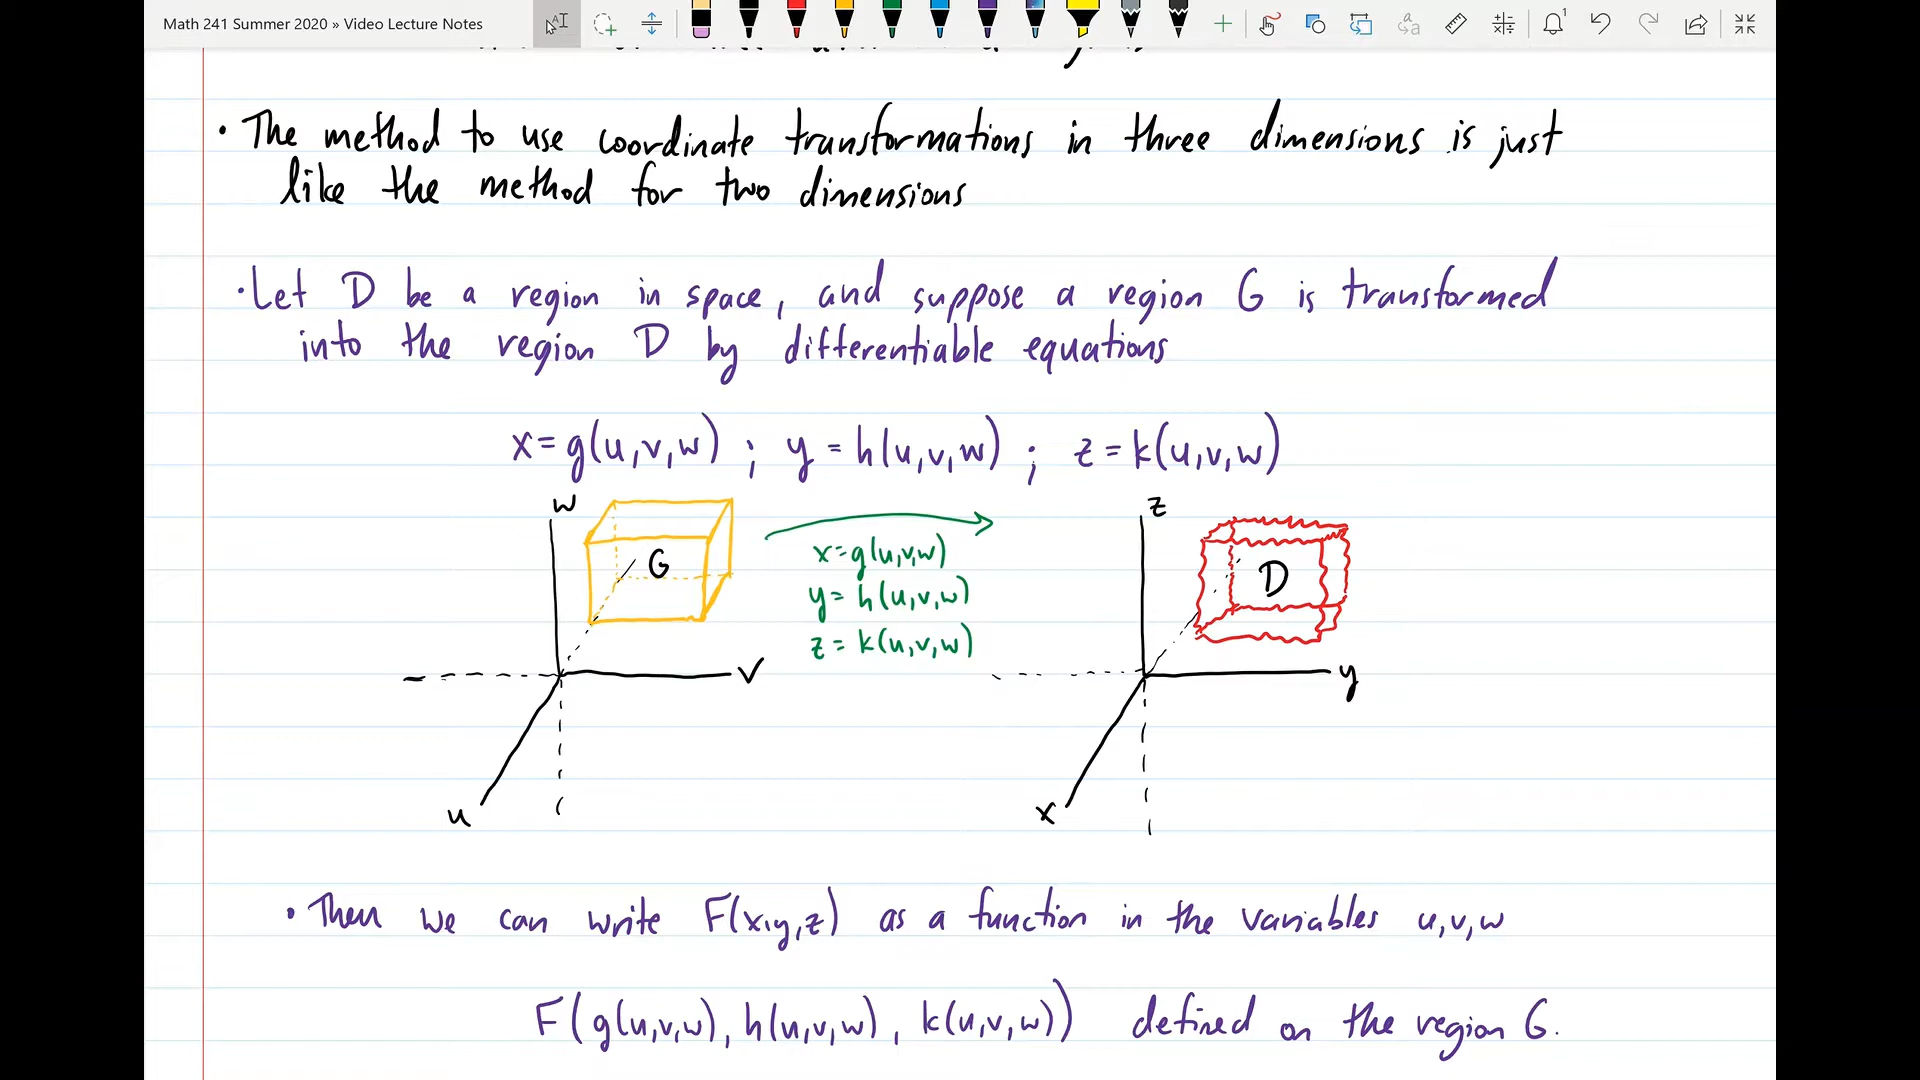 Math 241 Summer 2020 » Video Lecture Notes
• The method to use coordinate transformations in three dimensions is just
like the method for two dimensions
• Let D be a region in space, and suppose a region G is transformed
into the region D by differentiable equations
x=g(u,v,w) ; y=h(u,v,w) ; z=k(u,v,w)
w
G
v
u
x=g(u,v,w)
y=h(u,v,w)
z=k(u,v,w)
z
D
y
x
• Then we can write F(x,y,z) as a function in the variables u,v,w
F(g(u,v,w), h(u,v,w), k(u,v,w)) defined on the region G.